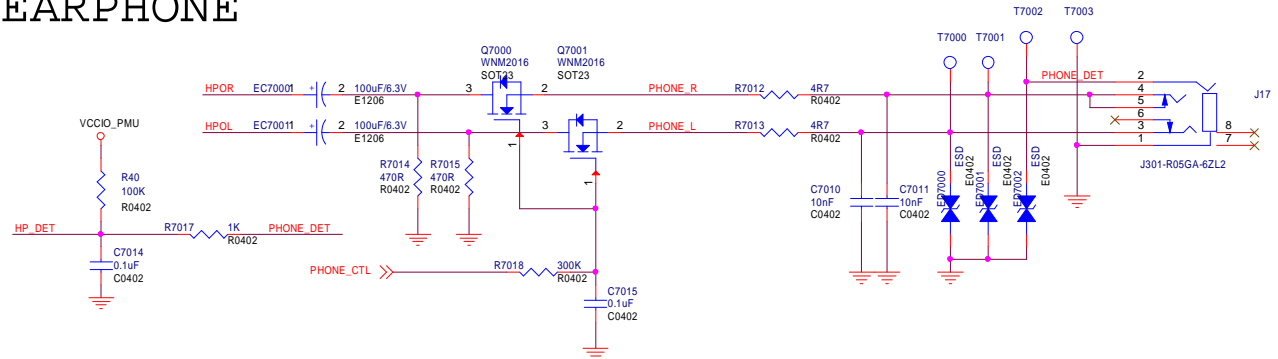 EARPHONE
T7002 T7003
T7000 T7001
Q7000 Q7001
WNM2016 WNM2016
SOT23 SOT23
PHONE_DET 2
HPOR EC7000 1 2 100uF/6.3V 3 2 PHONE_R R7012 4R7 4 J17
E1206 R0402 5
VCCIO_PMU
6
HPOL EC7001 1 2 100uF/6.3V 3 2 PHONE_L R7013 4R7 3 8
E1206 R0402 1 7
1
ESD ESD ESD
E0402 E0402 E0402
J301-R05GA-6ZL2
R40 R7014 R7015
100K 470R 470R
R0402 R0402 R0402
1
C7010 C7011
10nF 10nF
C0402 C0402
ED7000 ED7001 ED7002
HP_DET R7017 1K PHONE_DET
R0402
C7014
0.1uF
C0402
PHONE_CTL R7018 300K
R0402
C7015
0.1uF
C0402